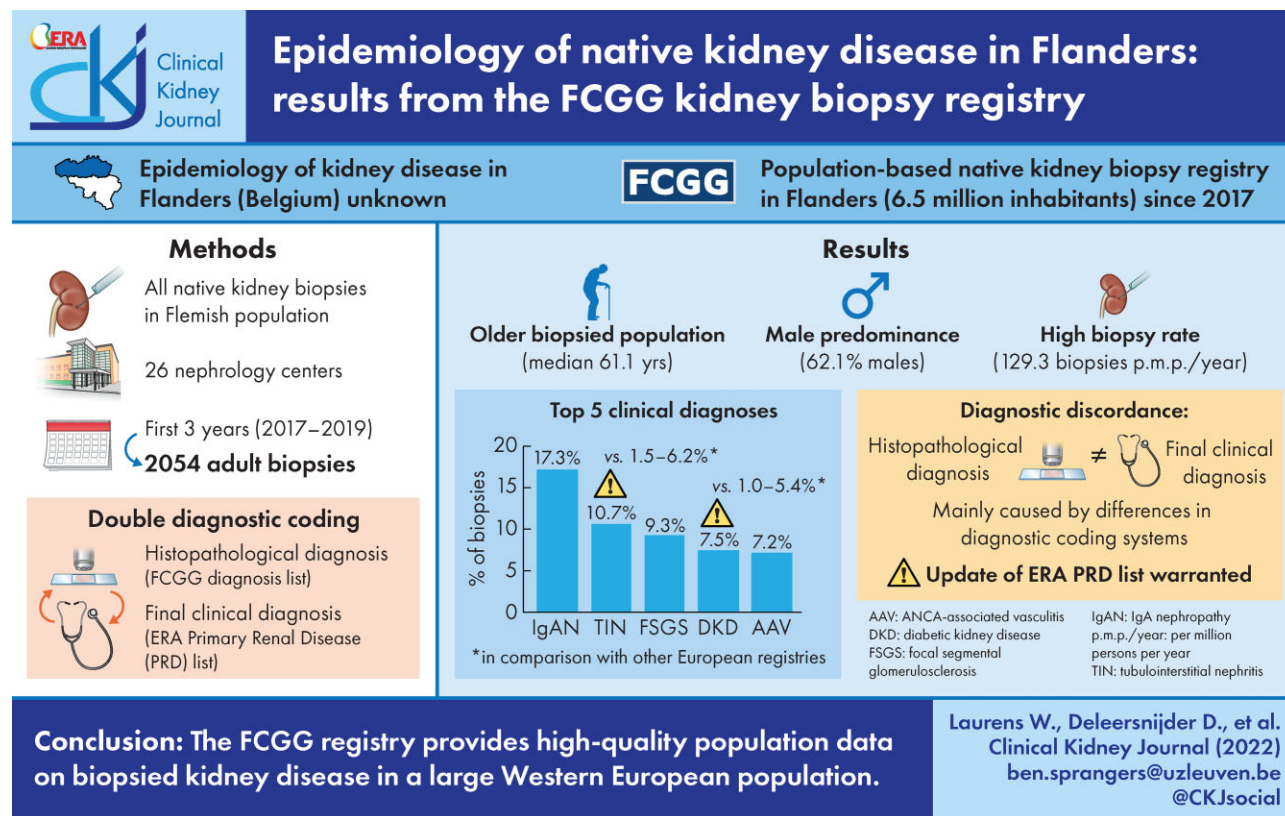 ERA
CKJ
Clinical
Kidney
Journal
Epidemiology of native kidney disease in Flanders:
results from the FCGG kidney biopsy registry
Epidemiology of kidney disease in
Flanders (Belgium) unknown
FCGG
Population-based native kidney biopsy registry
in Flanders (6.5 million inhabitants) since 2017
Methods
All native kidney biopsies
in Flemish population
26 nephrology centers
First 3 years (2017–2019)
2054 adult biopsies
Double diagnostic coding
Histopathological diagnosis
(FCGG diagnosis list)
Final clinical diagnosis
(ERA Primary Renal Disease
(PRD) list)
Results
Older biopsied population
(median 61.1 yrs)
Male predominance
(62.1% males)
High biopsy rate
(129.3 biopsies p.m.p./year)
Top 5 clinical diagnoses
% of biopsies
20
15
10
5
0
17.3%
vs. 1.5–6.2%*
10.7%
9.3%
vs. 1.0–5.4%*
7.5%
7.2%
IgAN TIN FSGS DKD AAV
*in comparison with other European registries
Diagnostic discordance:
Histopathological
diagnosis
≠
Final clinical
diagnosis
Mainly caused by differences in
diagnostic coding systems
Update of ERA PRD list warranted
AAV: ANCA-associated vasculitis
DKD: diabetic kidney disease
FSGS: focal segmental
glomerulosclerosis
IgAN: IgA nephropathy
p.m.p./year: per million
persons per year
TIN: tubulointerstitial nephritis
Conclusion: The FCGG registry provides high-quality population data
on biopsied kidney disease in a large Western European population.
Laurens W., Deleersnijder D., et al.
Clinical Kidney Journal (2022)
ben.sprangers@uzleuven.be
@CKJsocial